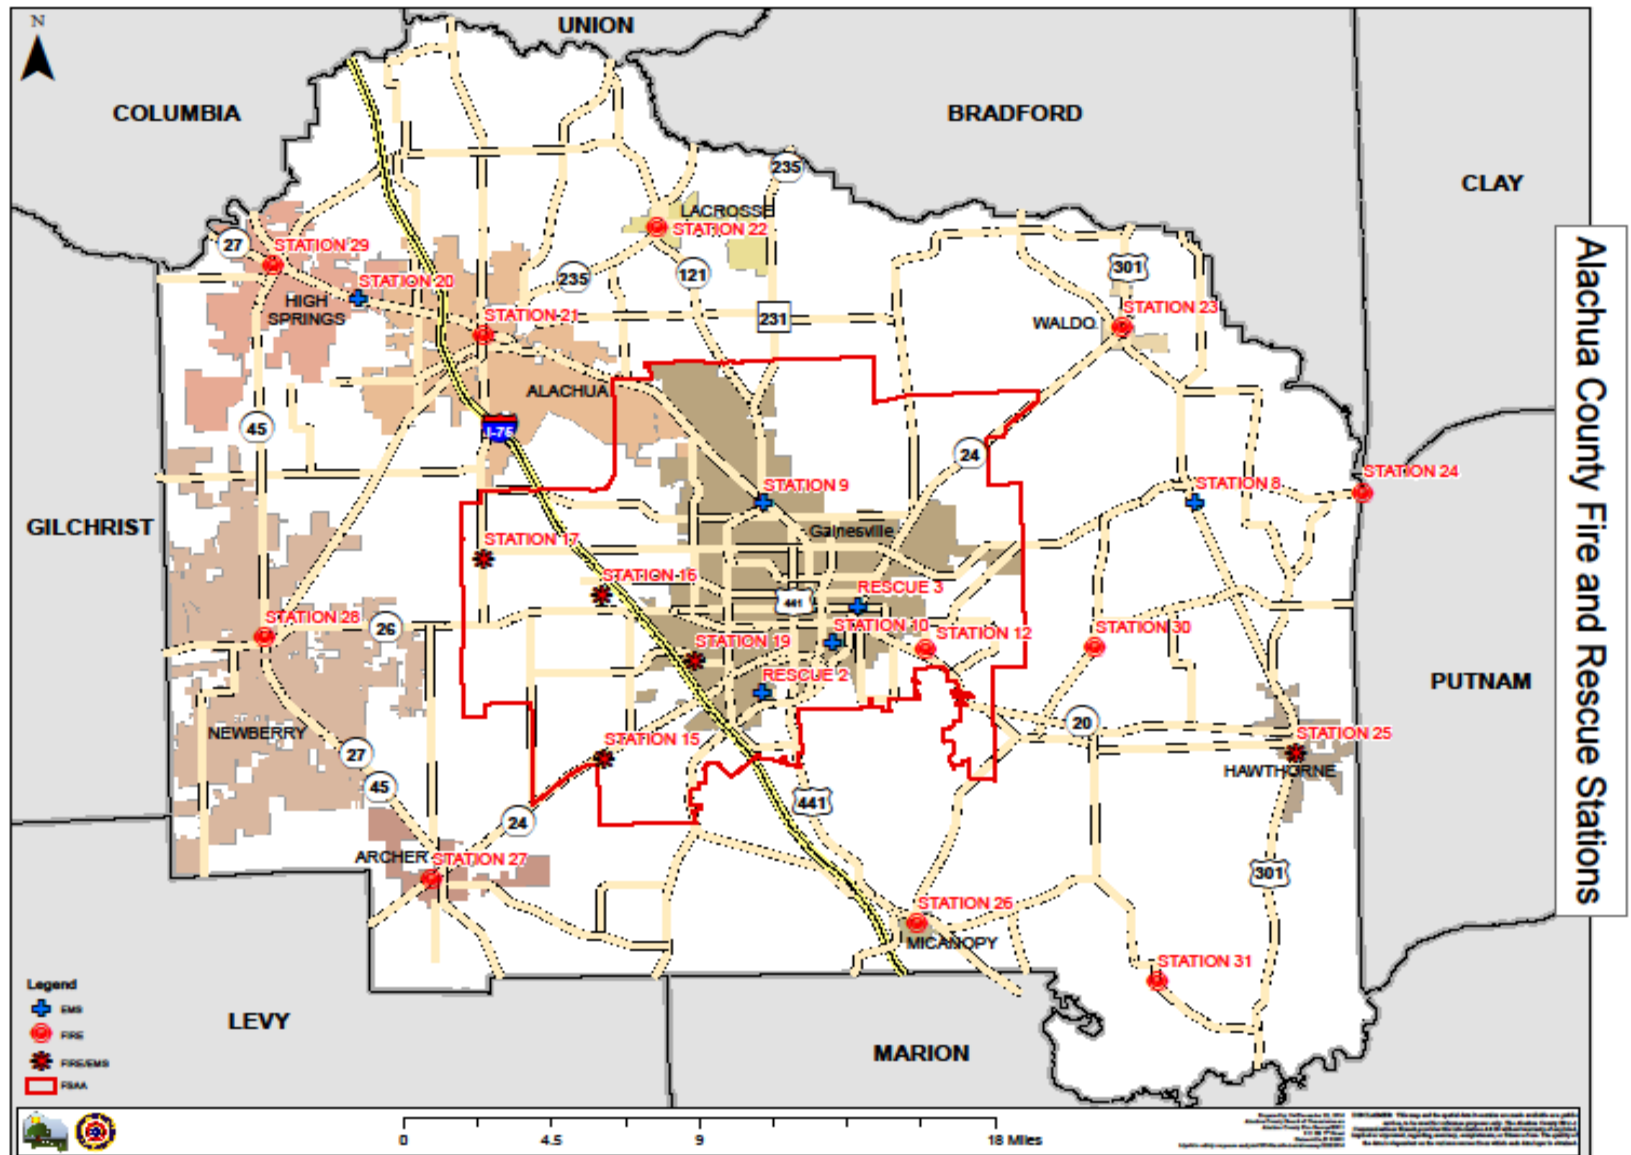 N
UNION
COLUMBIA
BRADFORD
CLAY
235
LACROSSE
STATION 22
27
STATION 29
STATION 20
235
121
301
HIGH
SPRINGS
STATION 21
231
STATION 23
WALDO
ALACHUA
45
I-75
24
STATION 24
STATION 9
STATION 8
GILCHRIST
Gainesville
STATION 17
STATION 16
RESCUE 3
441
STATION 28
26
STATION 10
STATION 12
STATION 30
STATION 19
RESCUE 2
PUTNAM
20
NEWBERRY
STATION 15
STATION 25
27
HAWTHORNE
45
441
24
ARCHER
STATION 27
301
STATION 26
MICANOPY
STATION 31
Legend
EMS
FIRE
FIRE/EMS
FSAA
LEVY
MARION
0 4.5 9 18 Miles
Alachua County Fire and Rescue Stations